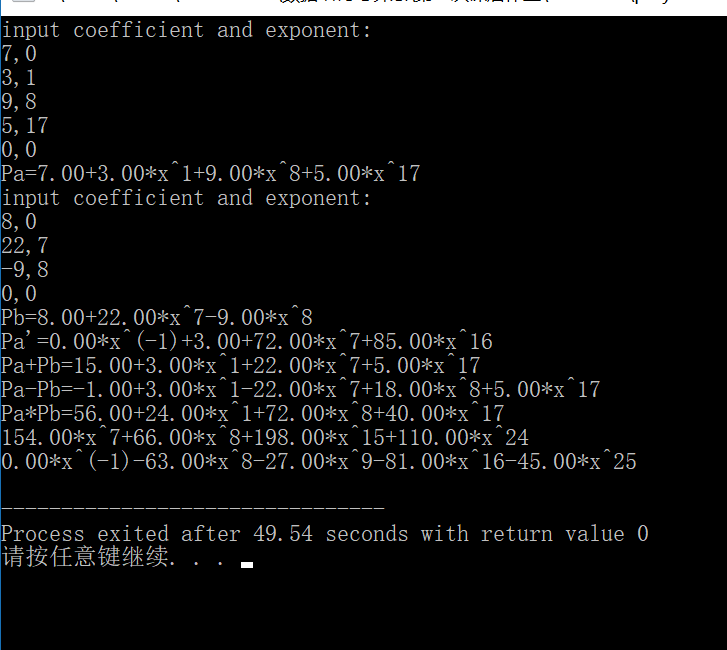 input coefficient and exponent:
7,0
3,1
9,8
5,17
0,0
Pa=7.00+3.00*x^1+9.00*x^8+5.00*x^17
input coefficient and exponent:
8,0
22,7
-9,8
0,0
Pb=8.00+22.00*x^7-9.00*x^8
Pa'=0.00*x^(-1)+3.00+72.00*x^7+85.00*x^16
Pa+Pb=15.00+3.00*x^1+22.00*x^7+5.00*x^17
Pa-Pb=-1.00+3.00*x^1-22.00*x^7+18.00*x^8+5.00*x^17
Pa*Pb=56.00+24.00*x^1+72.00*x^8+40.00*x^17
154.00*x^7+66.00*x^8+198.00*x^15+110.00*x^24
0.00*x^(-1)-63.00*x^8-27.00*x^9-81.00*x^16-45.00*x^25
--------------------------------
Process exited after 49.54 seconds with return value 0
请按任意键继续. . .